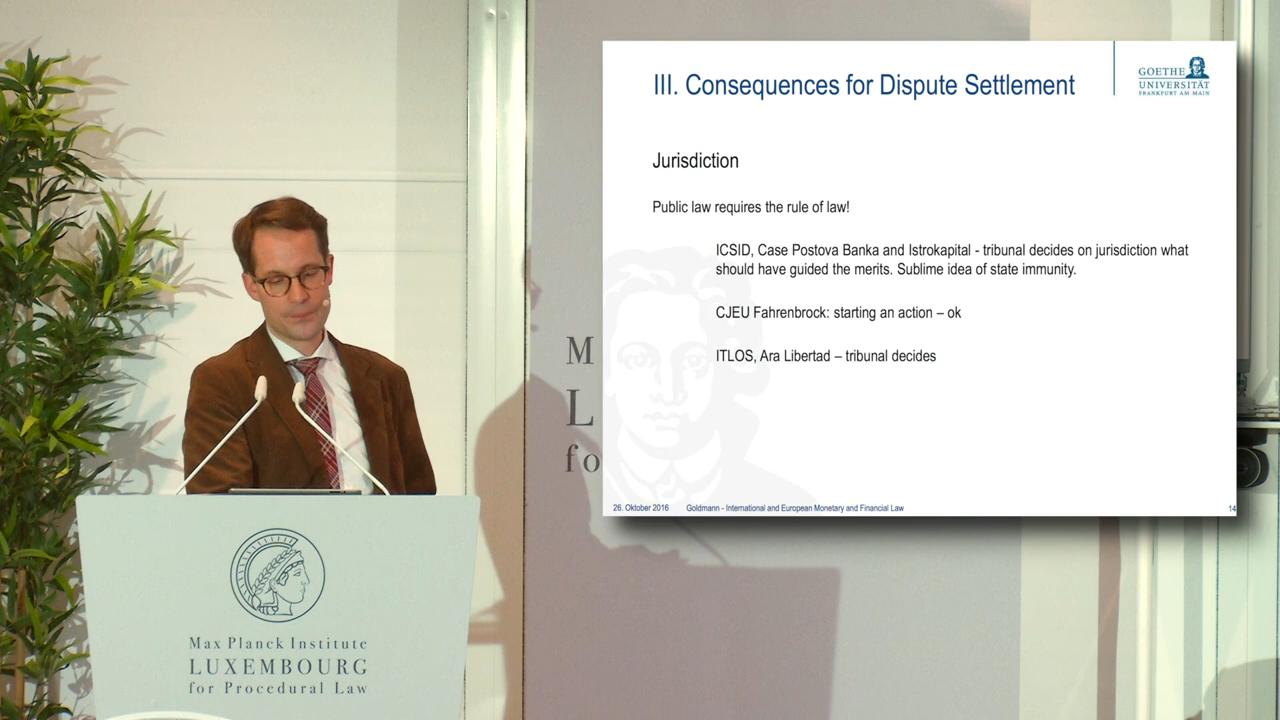 III. Consequences for Dispute Settlement
GOETHE
UNIVERSITÄT
FRANKFURT AM MAIN
Jurisdiction
Public law requires the rule of law!
ICSID, Case Postova Banka and Istrokapital - tribunal decides on jurisdiction what
should have guided the merits. Sublime idea of state immunity.
CJEU Fahrenbrock: starting an action – ok
ITLOS, Ara Libertad – tribunal decides
26. Oktober 2016 Goldmann - International and European Monetary and Financial Law 14
M
L
fo
Max Planck Institute
LUXEMBOURG
for Procedural Law